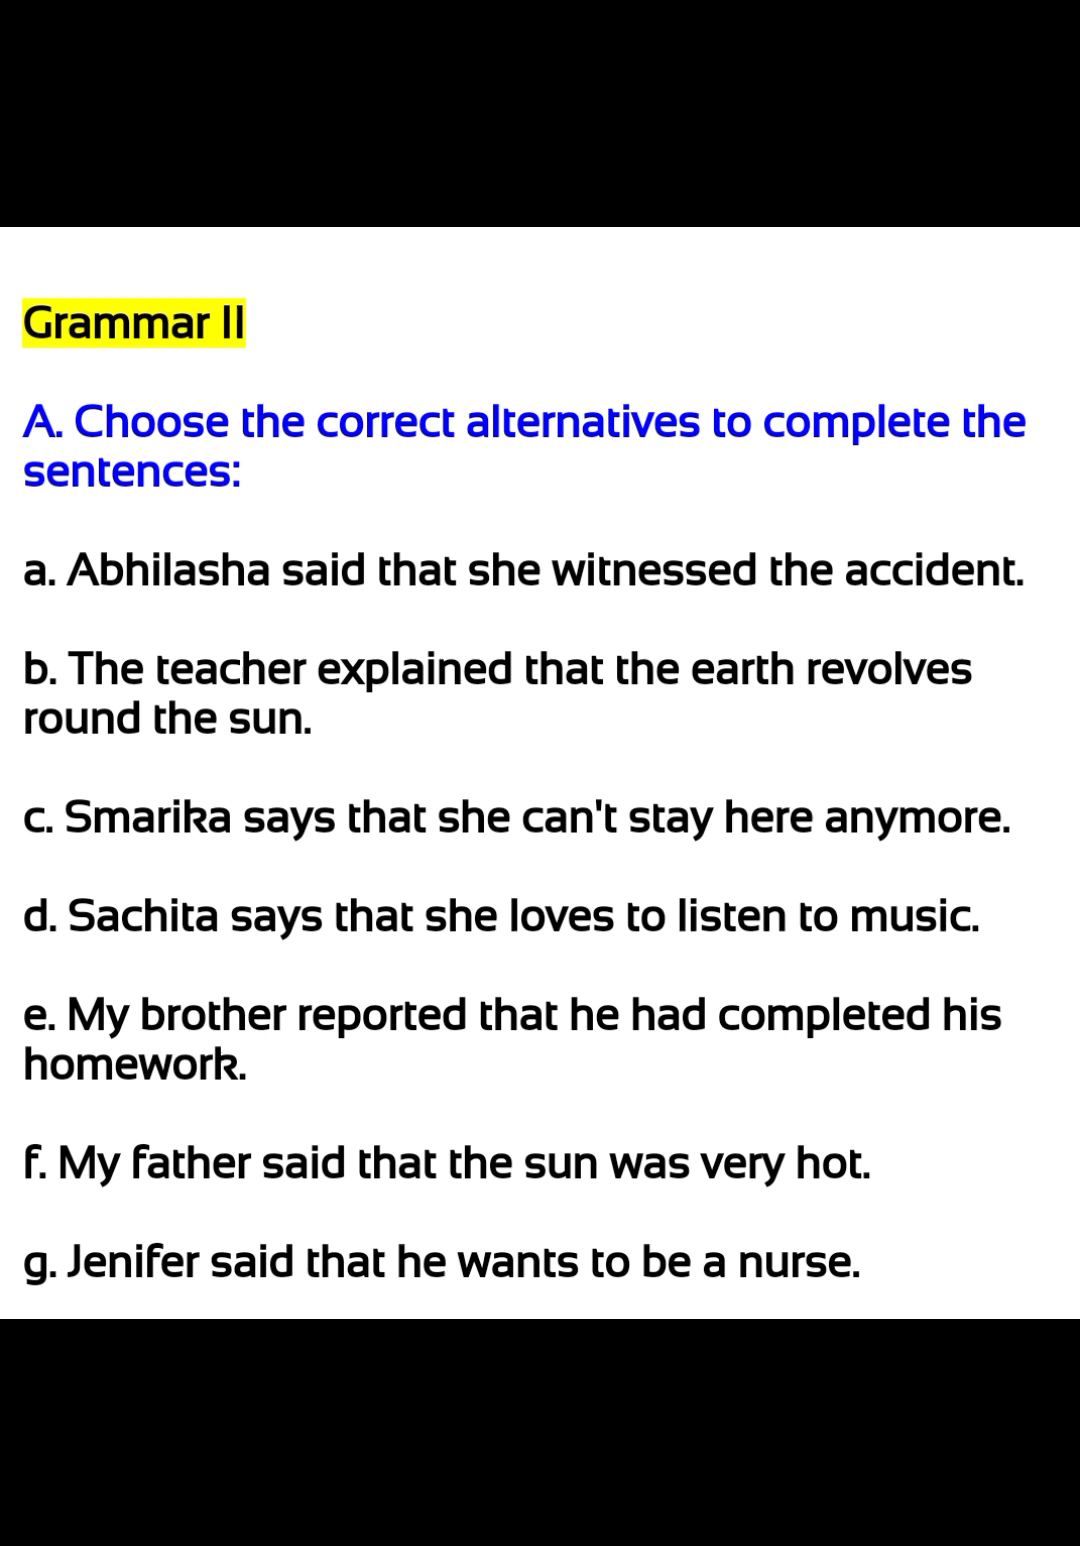 Grammar II
A. Choose the correct alternatives to complete the
sentences:
a. Abhilasha said that she witnessed the accident.
b. The teacher explained that the earth revolves
round the sun.
c. Smarika says that she can't stay here anymore.
d. Sachita says that she loves to listen to music.
e. My brother reported that he had completed his
homework.
f. My father said that the sun was very hot.
g. Jenifer said that he wants to be a nurse.